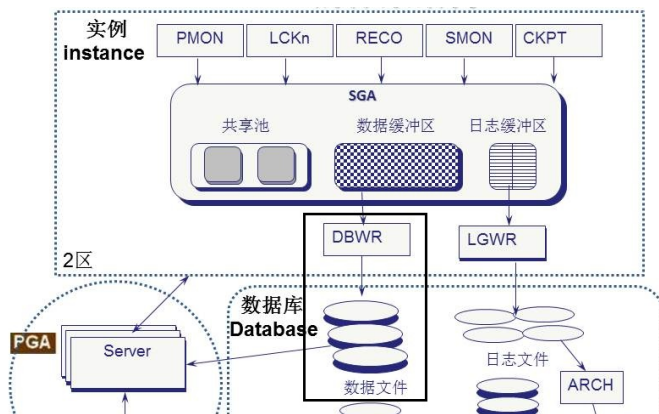 实例
instance
PMON
LCKn
RECO
SMON
CKPT
SGA
共享池
数据缓冲区
日志缓冲区
DBWR
LGWR
2区
数据库
Database
PGA
Server
数据文件
日志文件
ARCH